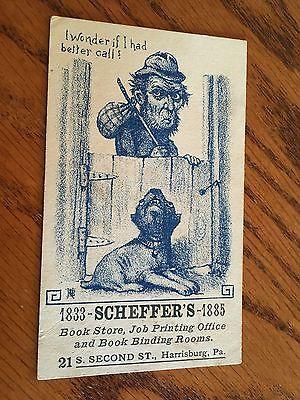 I wonder if I had
better call?
1833-SCHEFFER'S-1885
Book Store, Job Printing Office
and Book Binding Rooms.
21 S. SECOND ST., Harrisburg, Pa.